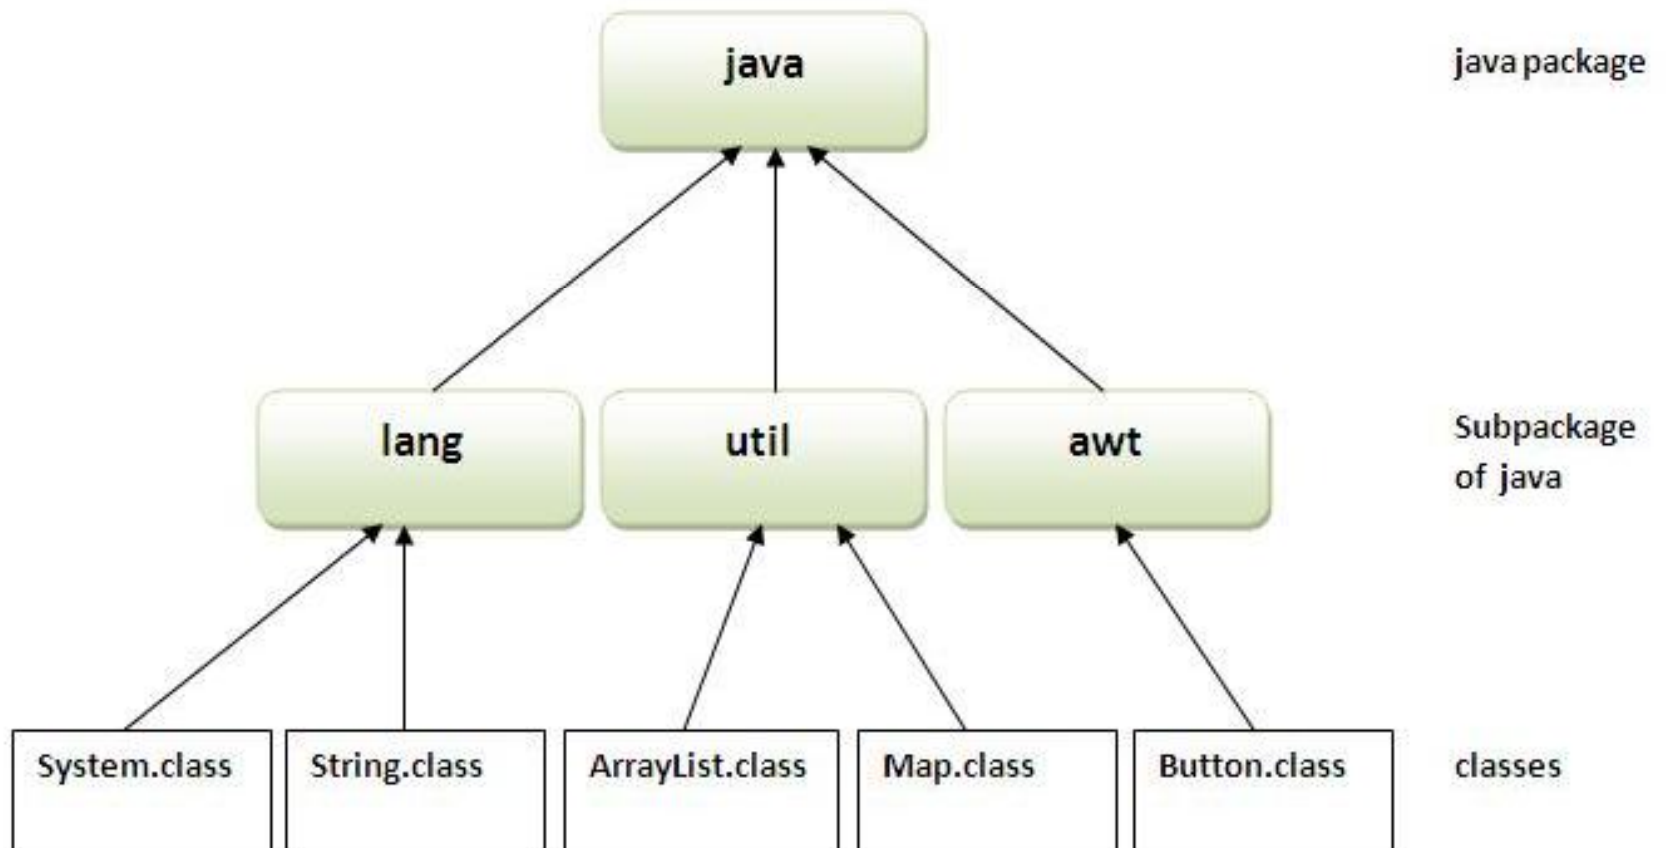 java
java package
lang
util
awt
Subpackage
of java
System.class
String.class
ArrayList.class
Map.class
Button.class
classes